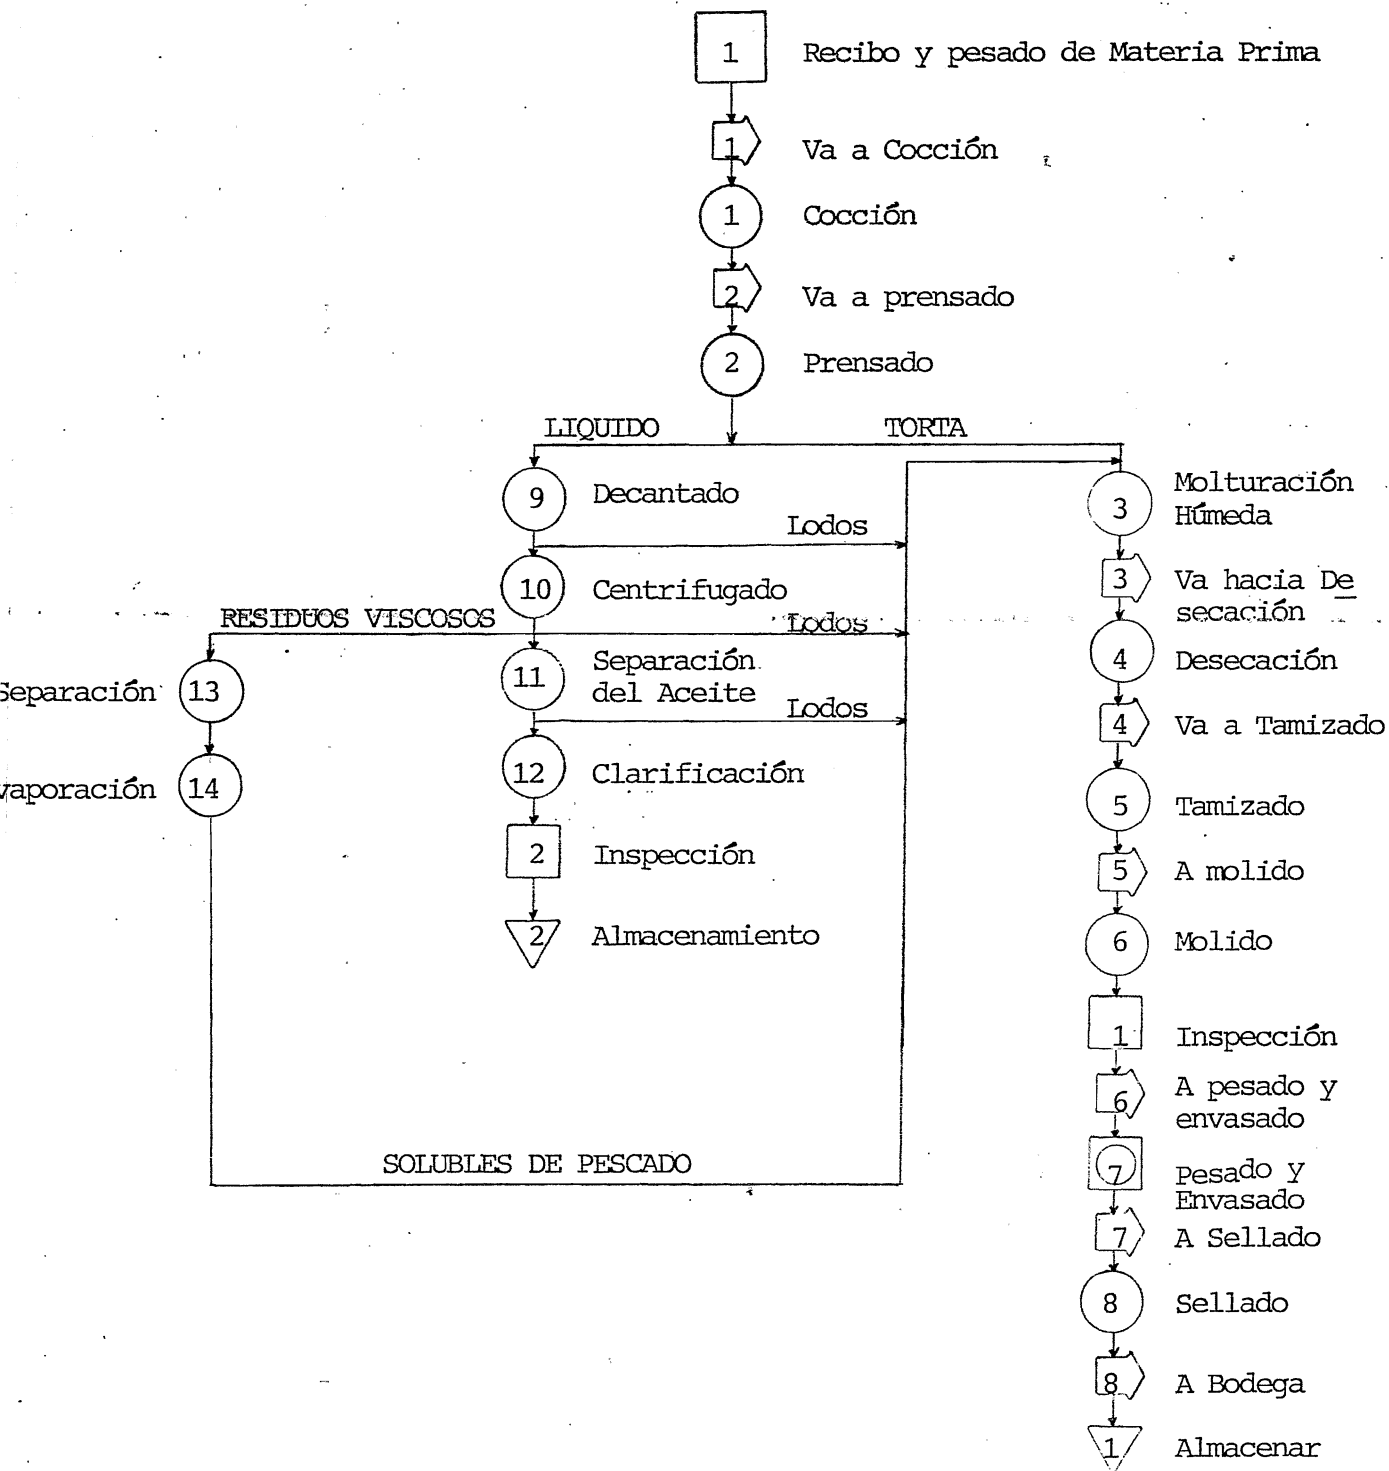 1 Recibo y pesado de Materia Prima
1 Va a Cocción
1 Cocción
2 Va a prensado
2 Prensado
LIQUIDO TORTA
9 Decantado
Lodos
10 Centrifugado
RESIDUOS VISCOSOS
Lodos
11 Separación
del Aceite
Lodos
12 Clarificación
2 Inspección
2 Almacenamiento
Separación 13
vaporación 14
SOLUBLES DE PESCADO
3 Molturación
Húmeda
3 Va hacia De
secación
4 Desecación
4 Va a Tamizado
5 Tamizado
5 A molido
6 Molido
1 Inspección
6 A pesado y
envasado
7 Pesado y
Envasado
7 A Sellado
8 Sellado
8 A Bodega
1 Almacenar